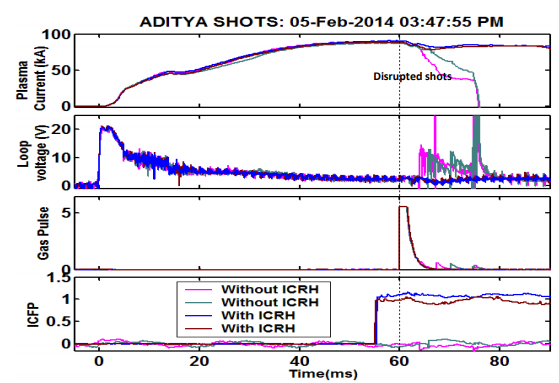 ADITYA SHOTS: 05-Feb-2014 03:47:55 PM
Plasma
Current (kA)
100
50
0
Disrupted shots
Loop
voltage (V)
20
10
0
Gas Pulse
5
0
ICFP
1.5
1
0.5
0
Without ICRH
Without ICRH
With ICRH
With ICRH
0
20
40
60
80
Time(ms)